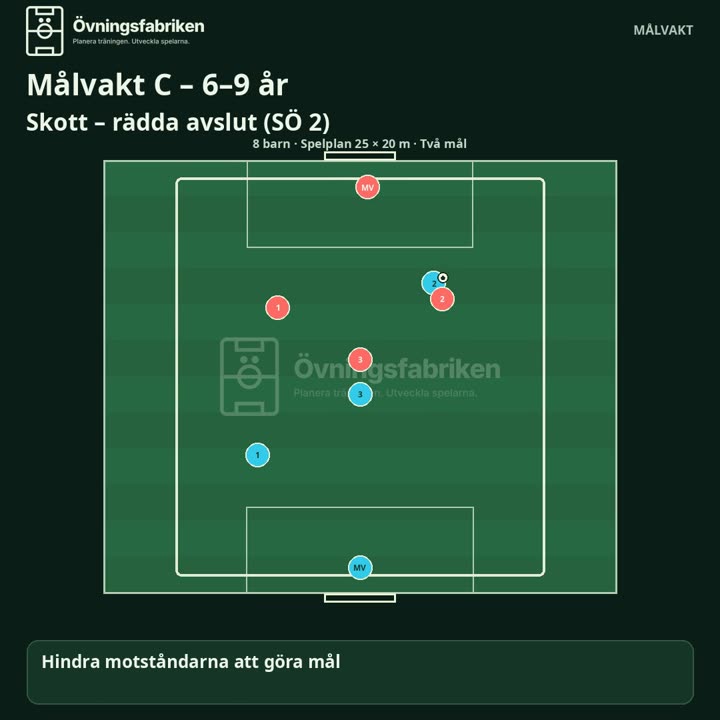 Övningsfabriken
Planera träningen. Utveckla spelarna.
MÅLVAKT
Målvakt C – 6–9 år
Skott – rädda avslut (SÖ 2)
8 barn · Spelplan 25 × 20 m · Två mål
MV
2
2
1
3
Övningsfabriken
Planera trä en. Utveckla spelarna.
3
1
MV
Hindra motståndarna att göra mål